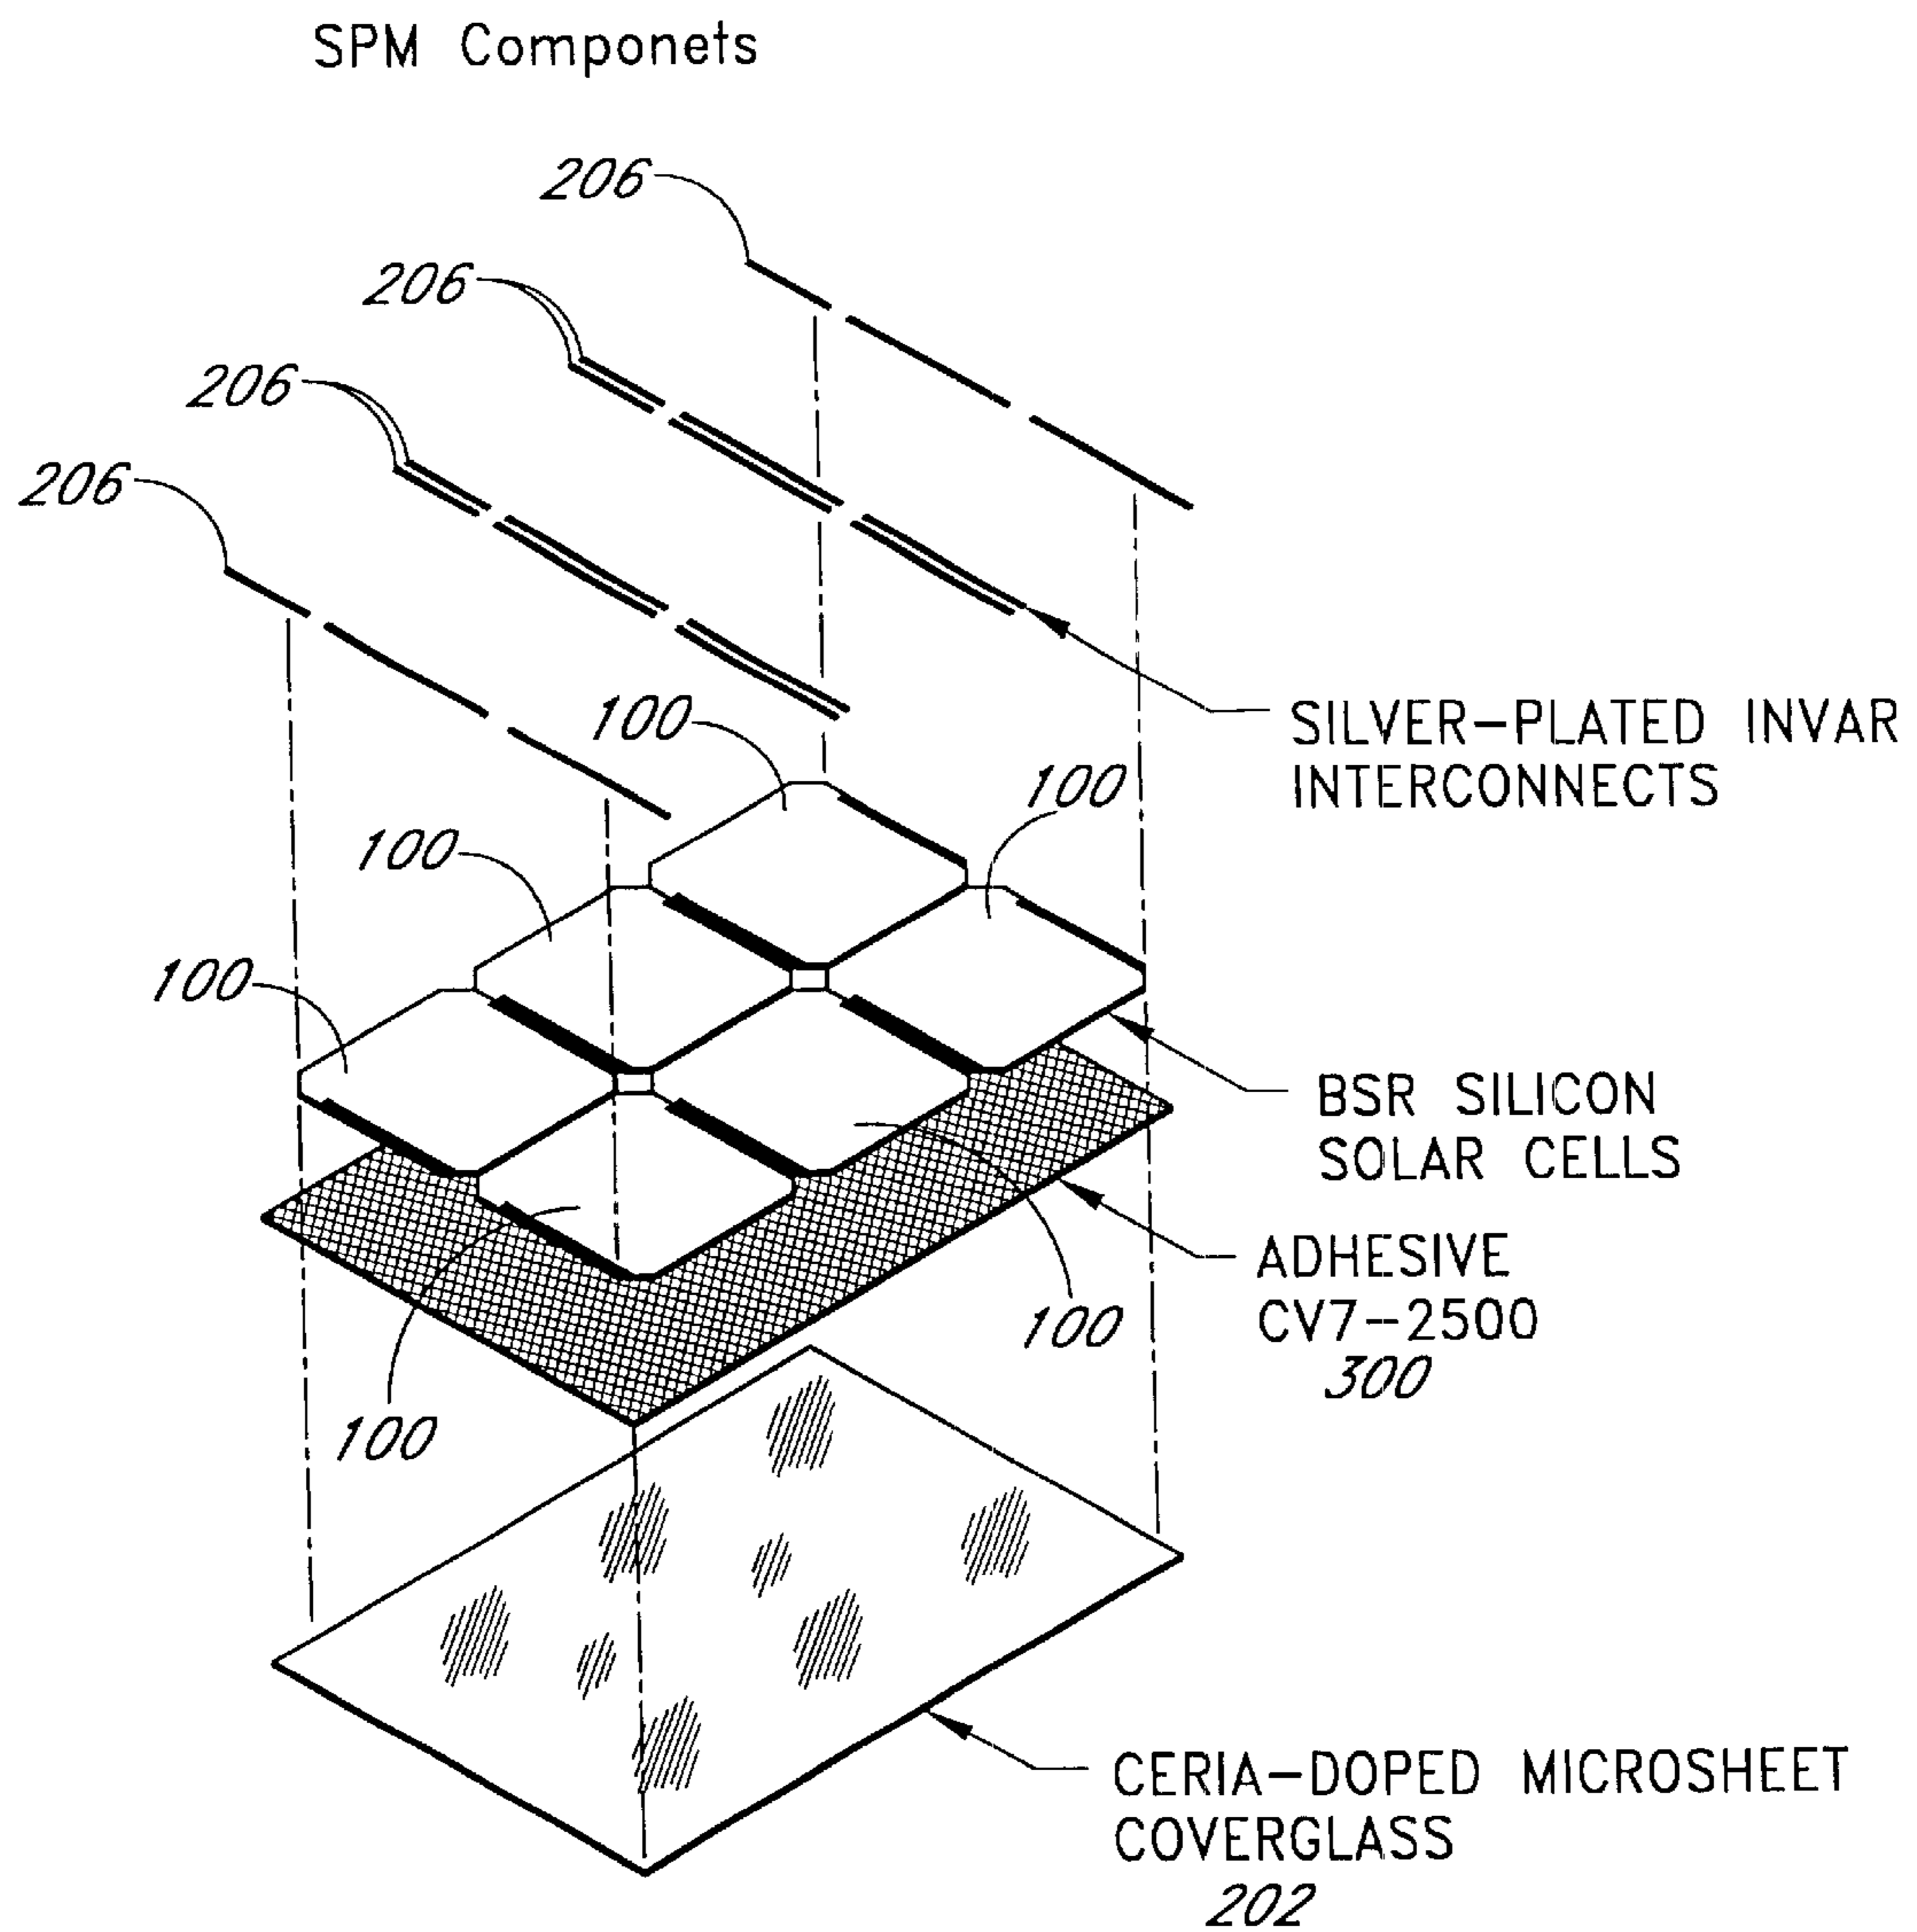 SPM Componets
206
206
206
206
100
SILVER-PLATED INVAR
INTERCONNECTS
100
100
100
BSR SILICON
SOLAR CELLS
ADHESIVE
CV7-2500
300
100
100
CERIA-DOPED MICROSHEET
COVERGLASS
202